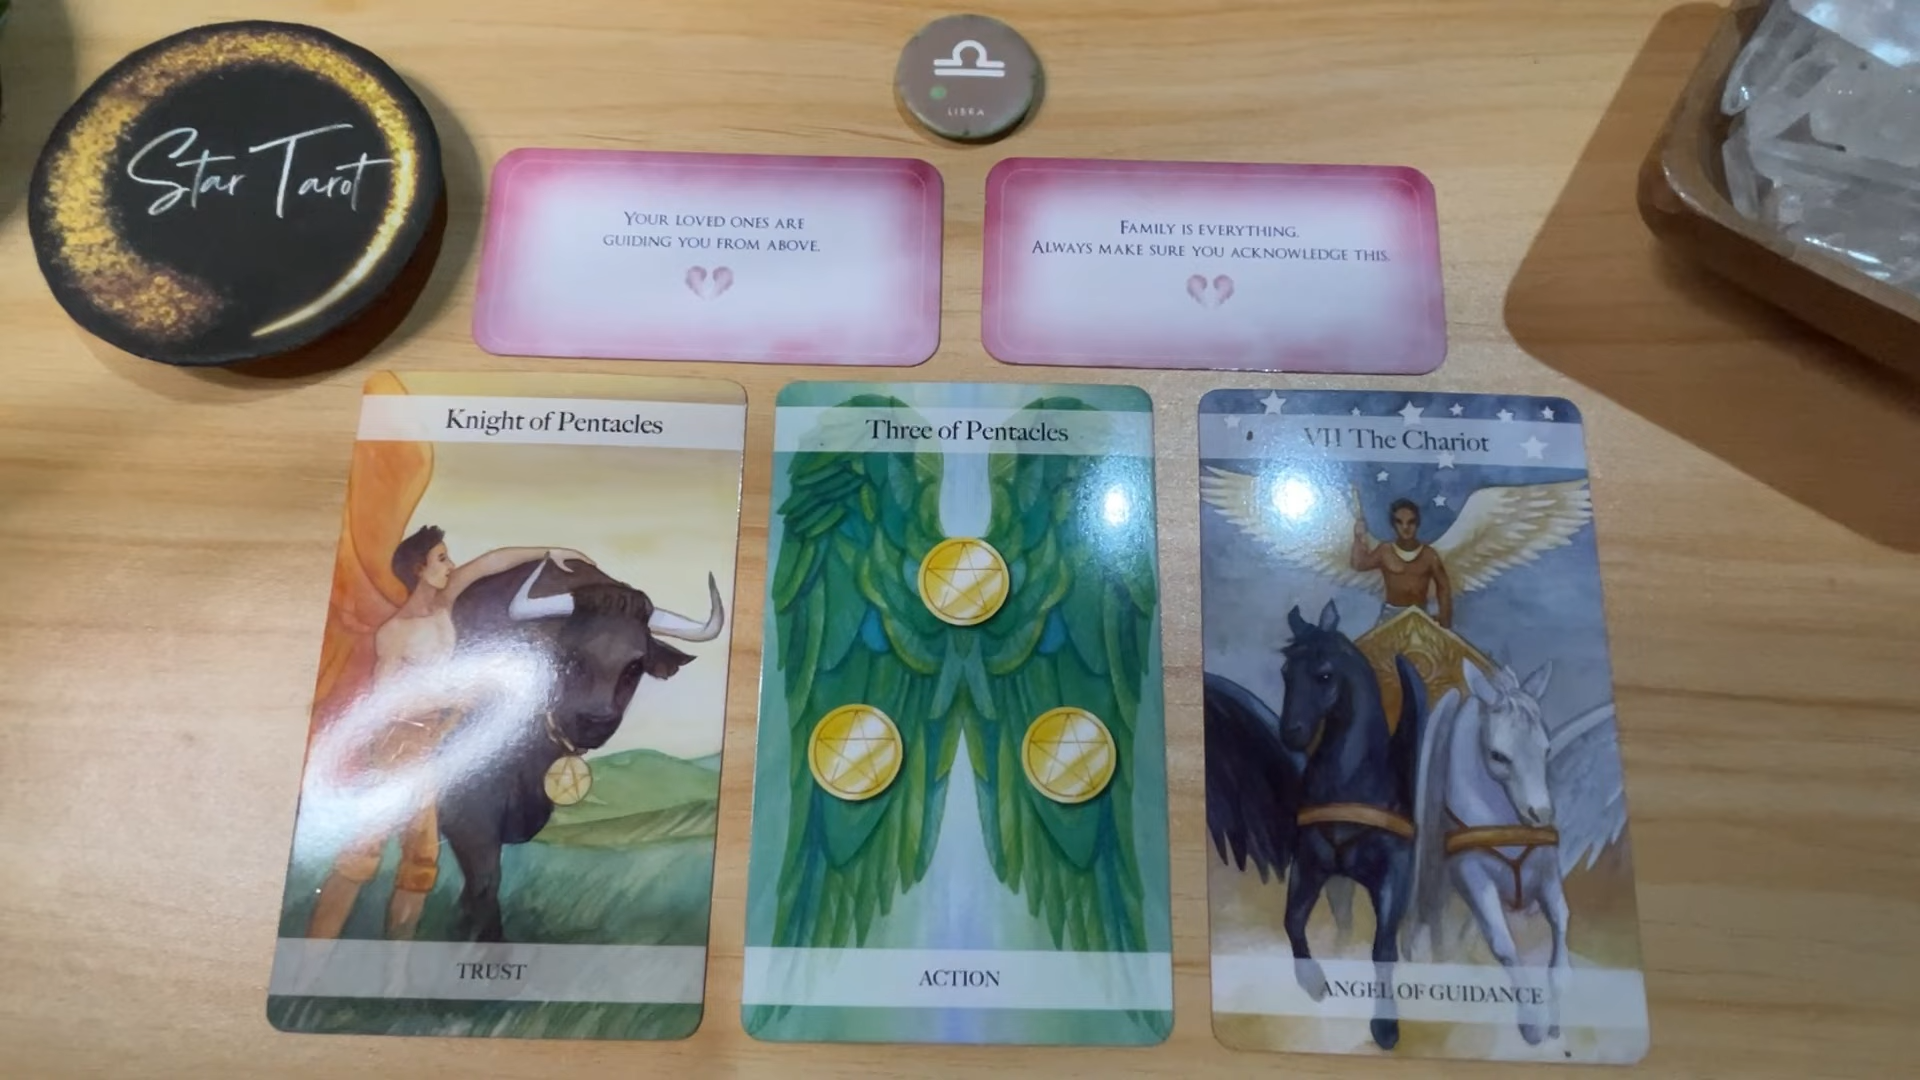 Star Tarot
LIBRA
YOUR LOVED ONES ARE
GUIDING YOU FROM ABOVE.
FAMILY IS EVERYTHING.
ALWAYS MAKE SURE YOU ACKNOWLEDGE THIS.
Knight of Pentacles
TRUST
Three of Pentacles
ACTION
VII The Chariot
ANGEL OF GUIDANCE